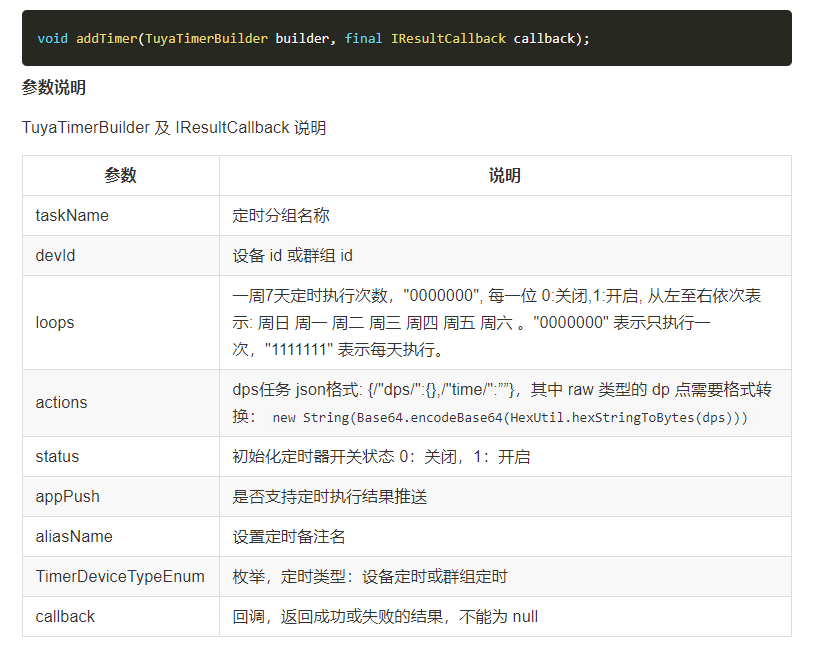 void addTimer(TuyaTimerBuilder builder, final IResultCallback callback);
参数说明
TuyaTimerBuilder 及 IResultCallback 说明
参数 说明
taskName 定时分组名称
devId 设备 id 或群组 id
loops 一周7天定时执行次数，"0000000", 每一位 0:关闭,1:开启, 从左至右依次表
示: 周日 周一 周二 周三 周四 周五 周六 。"0000000" 表示只执行一
次，"1111111" 表示每天执行。
actions dps任务 json格式: {/"dps/":{},/"time/":””}，其中 raw 类型的 dp 点需要格式转
换： new String(Base64.encodeBase64(HexUtil.hexStringToBytes(dps)))
status 初始化定时器开关状态 0：关闭，1：开启
appPush 是否支持定时执行结果推送
aliasName 设置定时备注名
TimerDeviceTypeEnum 枚举，定时类型：设备定时或群组定时
callback 回调，返回成功或失败的结果，不能为 null